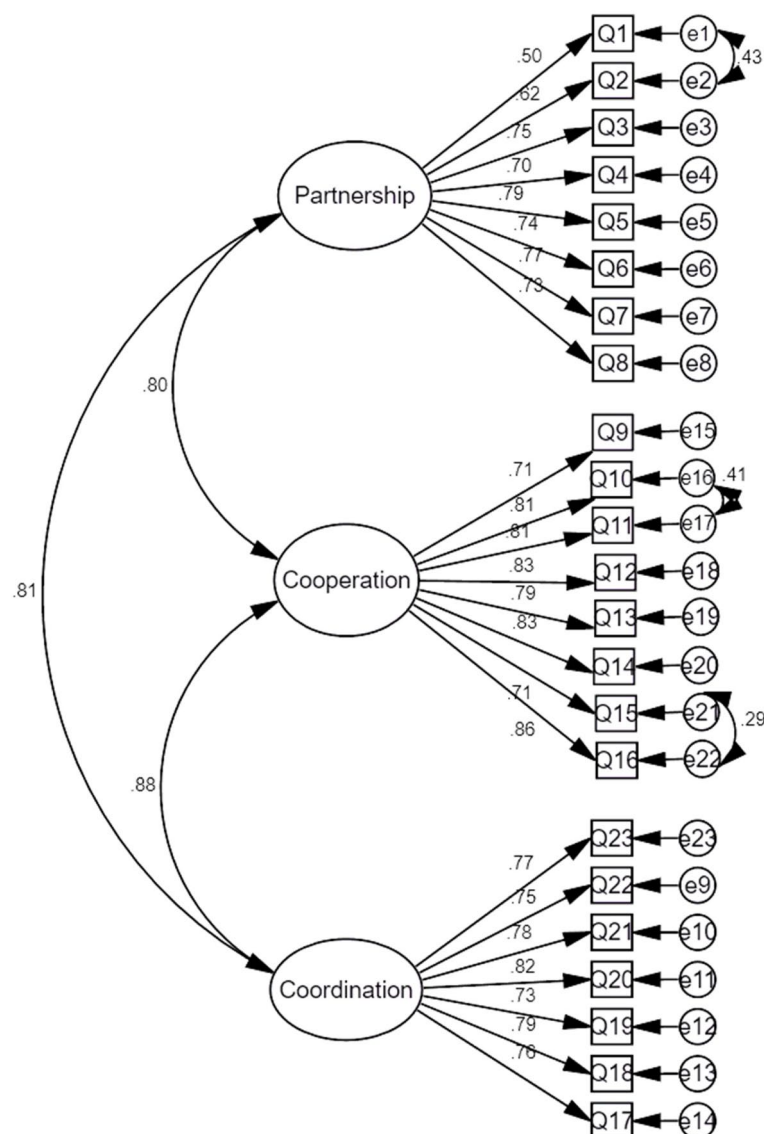 Q1 e1
.50 .43
Q2 e2
.62
Q3 e3
.75
.70
Q4 e4
Partnership
.79
Q5 e5
.74
Q6 e6
.77
.73
Q7 e7
Q8 e8
.80
Q9 e15
.71
Q10 e16 .41
.81
Q11 e17
.81
.83
Q12 e18
Cooperation
.79
Q13 e19
.83
Q14 e20
.81
.71
Q15 e21
.29
.86
Q16 e22
.88
Q23 e23
.77
.75
Q22 e9
.78
Q21 e10
.82
Q20 e11
Coordination
.73
Q19 e12
.79
.76
Q18 e13
Q17 e14